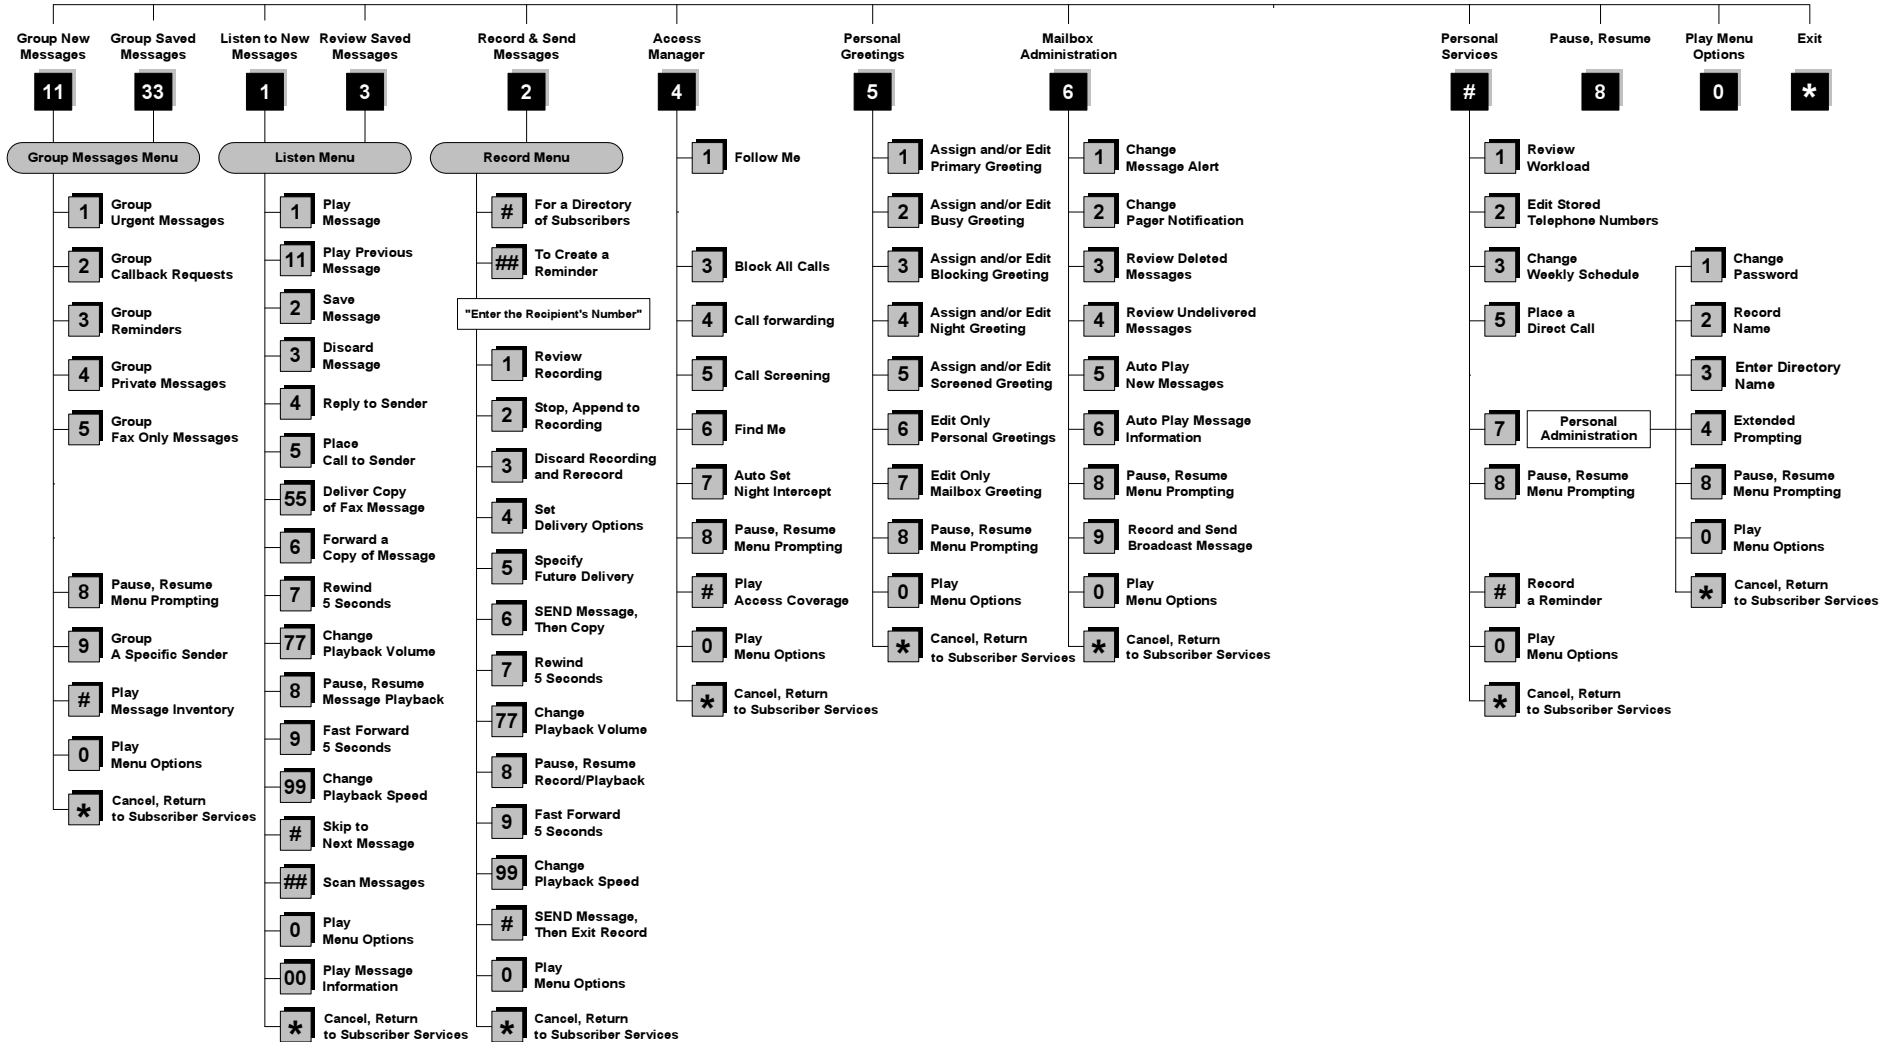 Group New
Messages
11
Group Saved
Messages
33
Listen to New
Messages
1
Review Saved
Messages
3
Record & Send
Messages
2
Access
Manager
4
Personal
Greetings
5
Mailbox
Administration
6
Personal
Services
#
Pause, Resume
8
Play Menu
Options
0
Exit
*
Group Messages Menu
1
Group
Urgent Messages
2
Group
Callback Requests
3
Group
Reminders
4
Group
Private Messages
5
Group
Fax Only Messages
8
Pause, Resume
Menu Prompting
9
Group
A Specific Sender
#
Play
Message Inventory
0
Play
Menu Options
*
Cancel, Return
to Subscriber Services
Listen Menu
1
Play
Message
11
Play Previous
Message
2
Save
Message
3
Discard
Message
4
Reply to Sender
5
Place
Call to Sender
55
Deliver Copy
of Fax Message
6
Forward a
Copy of Message
7
Rewind
5 Seconds
77
Change
Playback Volume
8
Pause, Resume
Message Playback
9
Fast Forward
5 Seconds
99
Change
Playback Speed
#
Skip to
Next Message
##
Scan Messages
0
Play
Menu Options
00
Play Message
Information
*
Cancel, Return
to Subscriber Services
Record Menu
#
For a Directory
of Subscribers
##
To Create a
Reminder
"Enter the Recipient's Number"
1
Review
Recording
2
Stop, Append to
Recording
3
Discard Recording
and Rerecord
4
Set
Delivery Options
5
Specify
Future Delivery
6
SEND Message,
Then Copy
7
Rewind
5 Seconds
77
Change
Playback Volume
8
Pause, Resume
Record/Playback
9
Fast Forward
5 Seconds
99
Change
Playback Speed
#
SEND Message,
Then Exit Record
0
Play
Menu Options
*
Cancel, Return
to Subscriber Services
1
Follow Me
3
Block All Calls
4
Call forwarding
5
Call Screening
6
Find Me
7
Auto Set
Night Intercept
8
Pause, Resume
Menu Prompting
#
Play
Access Coverage
0
Play
Menu Options
*
Cancel, Return
to Subscriber Services
1
Assign and/or Edit
Primary Greeting
2
Assign and/or Edit
Busy Greeting
3
Assign and/or Edit
Blocking Greeting
4
Assign and/or Edit
Night Greeting
5
Assign and/or Edit
Screened Greeting
6
Edit Only
Personal Greetings
7
Edit Only
Mailbox Greeting
8
Pause, Resume
Menu Prompting
0
Play
Menu Options
*
Cancel, Return
to Subscriber Services
1
Change
Message Alert
2
Change
Pager Notification
3
Review Deleted
Messages
4
Review Undelivered
Messages
5
Auto Play
New Messages
6
Auto Play Message
Information
8
Pause, Resume
Menu Prompting
9
Record and Send
Broadcast Message
0
Play
Menu Options
*
Cancel, Return
to Subscriber Services
1
Review
Workload
2
Edit Stored
Telephone Numbers
3
Change
Weekly Schedule
5
Place a
Direct Call
7
Personal
Administration
8
Pause, Resume
Menu Prompting
#
Record
a Reminder
0
Play
Menu Options
*
Cancel, Return
to Subscriber Services
1
Change
Password
2
Record
Name
3
Enter Directory
Name
4
Extended
Prompting
8
Pause, Resume
Menu Prompting
0
Play
Menu Options
*
Cancel, Return
to Subscriber Services